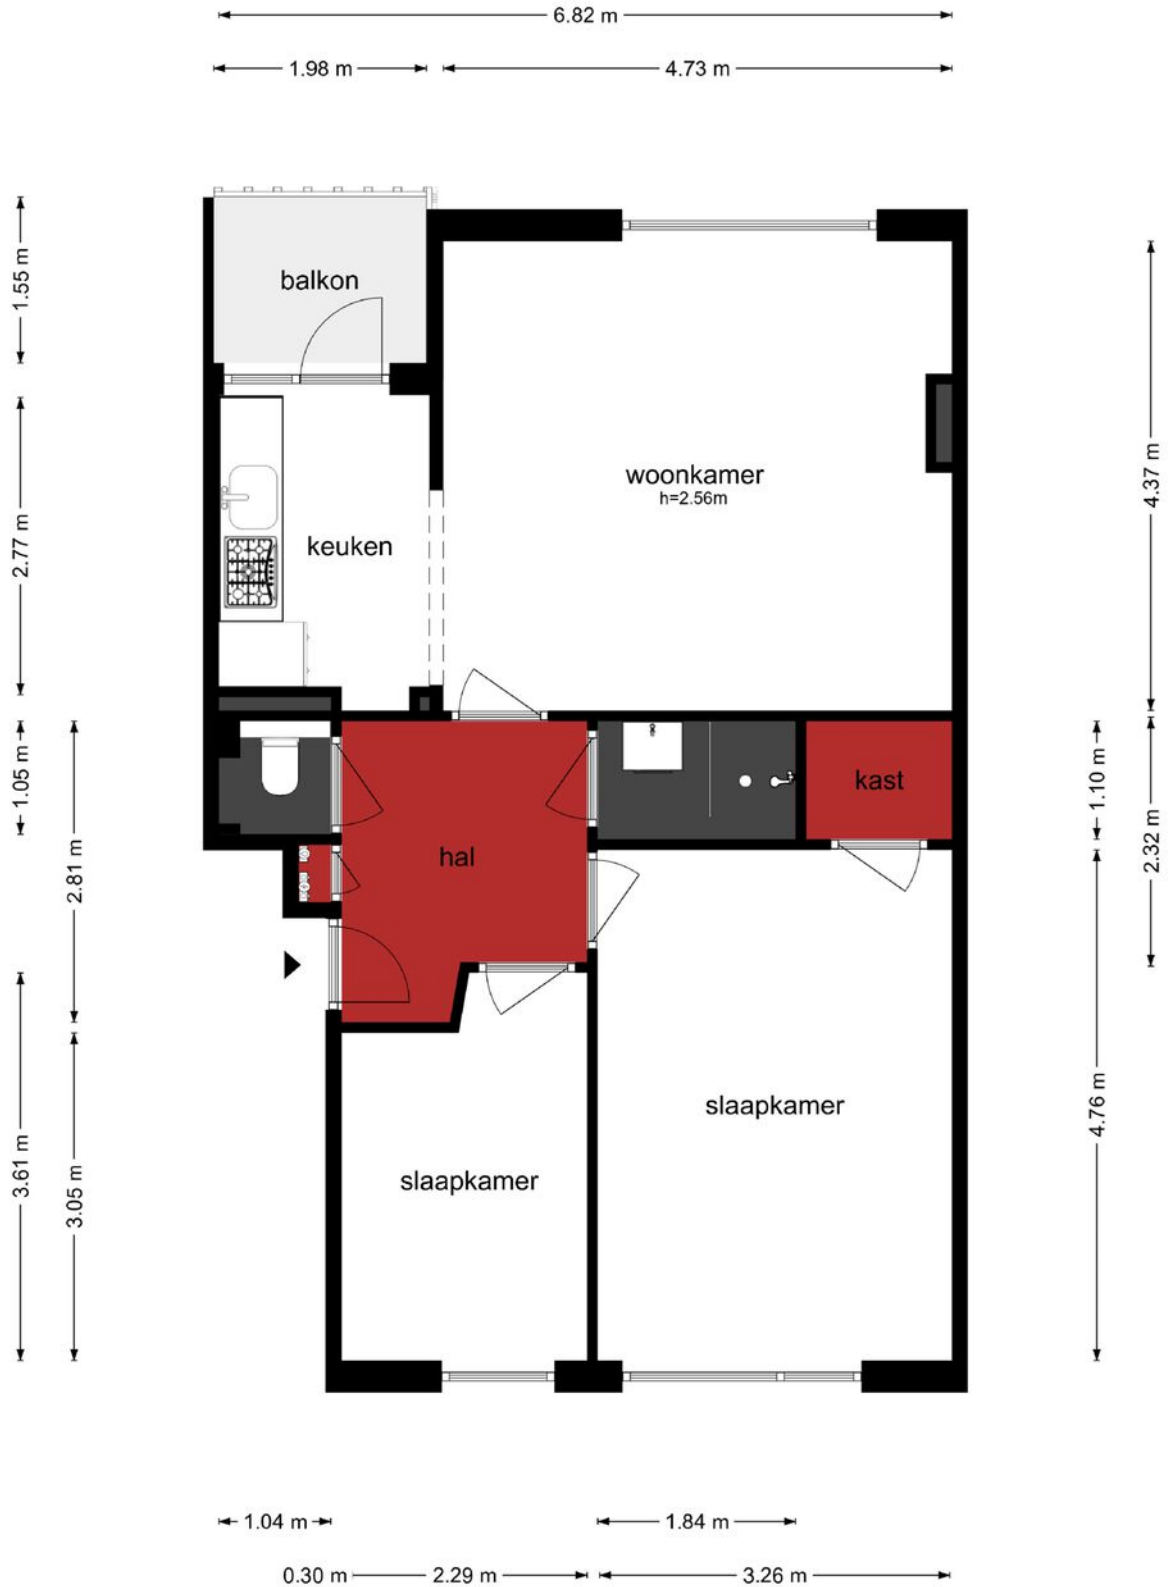 6.82 m
1.98 m
4.73 m
1.55 m
balkon
4.37 m
woonkamer
h=2.56m
2.77 m
keuken
1.05 m
kast
1.10 m
2.32 m
2.81 m
hal
4.76 m
slaapkamer
slaapkamer
3.61 m
3.05 m
1.04 m
1.84 m
0.30 m
2.29 m
3.26 m